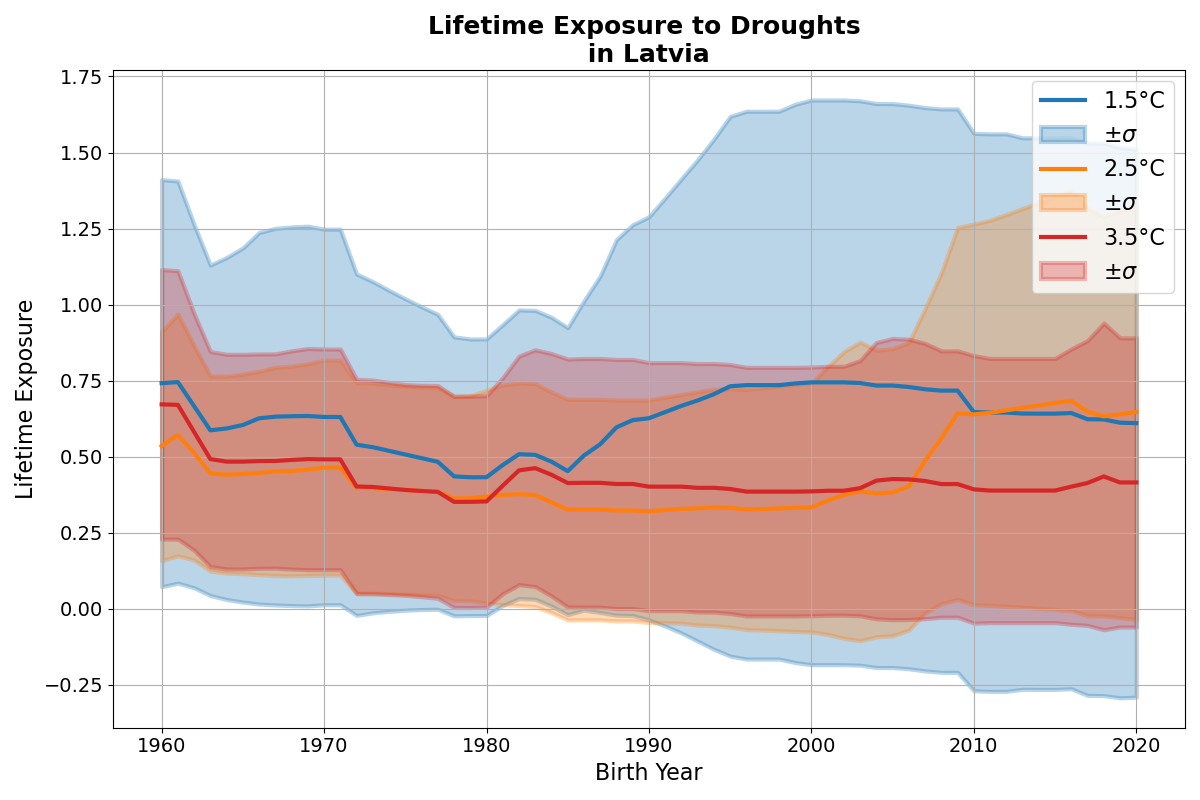 Lifetime Exposure to Droughts
in Latvia
Lifetime Exposure
1.75
1.50
1.25
1.00
0.75
0.50
0.25
0.00
−0.25
1.5°C
±σ
2.5°C
±σ
3.5°C
±σ
1960 1970 1980 1990 2000 2010 2020
Birth Year